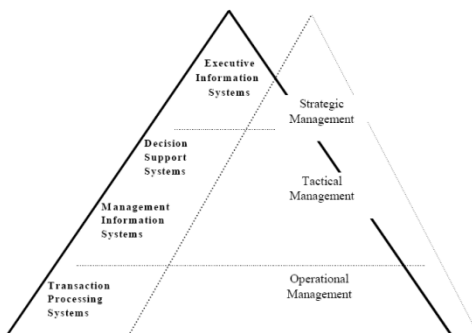 Executive
Information
Systems
Strategic
Management
Decision
Support
Systems
Tactical
Management
Management
Information
Systems
Transaction
Processing
Systems
Operational
Management